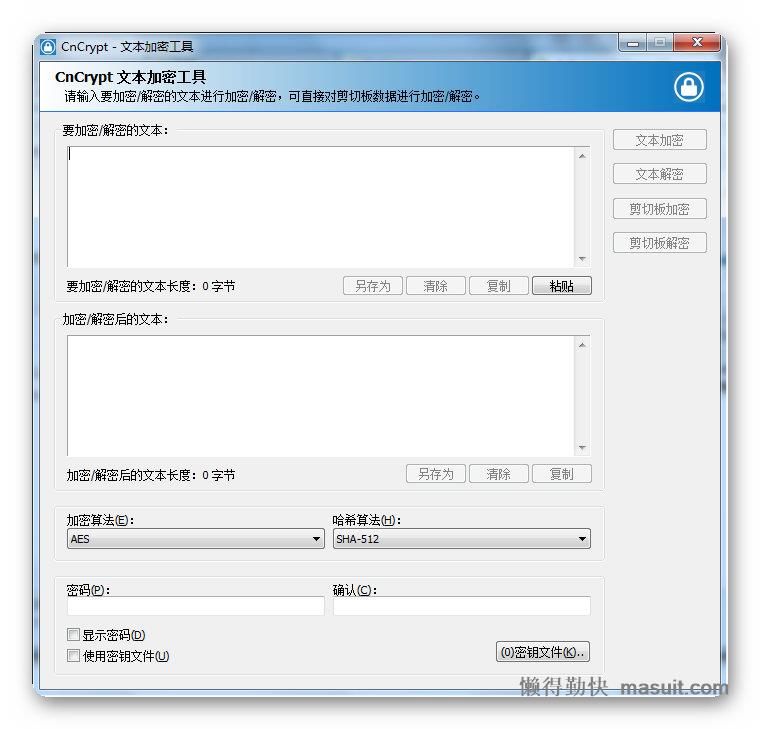 CnCrypt - 文本加密工具
CnCrypt 文本加密工具
请输入要加密/解密的文本进行加密/解密，可直接对剪切板数据进行加密/解密。
要加密/解密的文本：
文本加密
文本解密
剪切板加密
剪切板解密
要加密/解密的文本长度：0 字节
另存为 清除 复制 粘贴
加密/解密后的文本：
加密/解密后的文本长度：0 字节
另存为 清除 复制
加密算法(E)： 哈希算法(H)：
AES SHA-512
密码(P)： 确认(C)：
显示密码(D)
使用密钥文件(U)
(0)密钥文件(K)..
懒得勤快 masuit.com